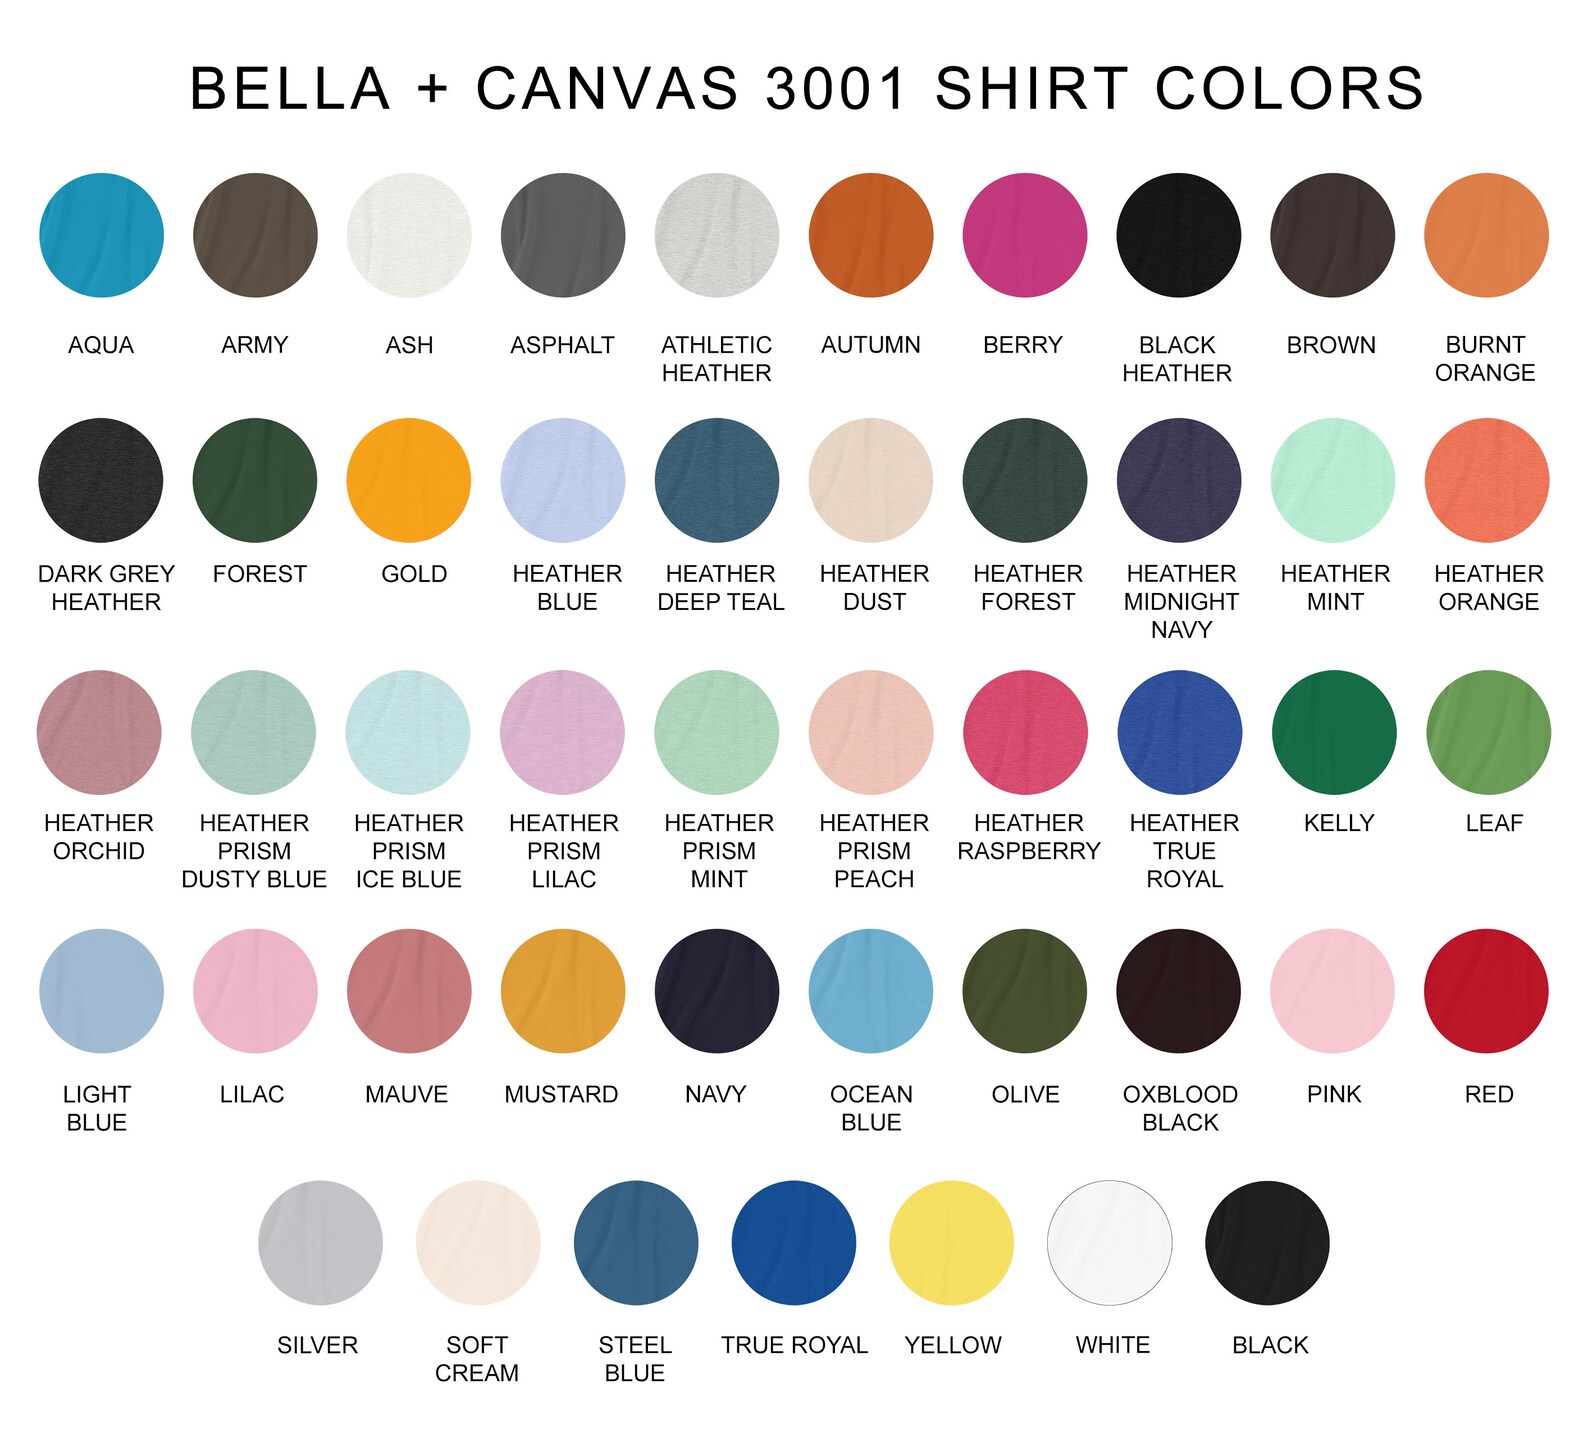 BELLA + CANVAS 3001 SHIRT COLORS
AQUA
ARMY
ASH
ASPHALT
ATHLETIC
HEATHER
AUTUMN
BERRY
BLACK
HEATHER
BROWN
BURNT
ORANGE
DARK GREY
HEATHER
FOREST
GOLD
HEATHER
BLUE
HEATHER
DEEP TEAL
HEATHER
DUST
HEATHER
FOREST
HEATHER
MIDNIGHT
NAVY
HEATHER
MINT
HEATHER
ORANGE
HEATHER
ORCHID
HEATHER
PRISM
DUSTY BLUE
HEATHER
PRISM
ICE BLUE
HEATHER
PRISM
LILAC
HEATHER
PRISM
MINT
HEATHER
PRISM
PEACH
HEATHER
RASPBERRY
HEATHER
TRUE
ROYAL
KELLY
LEAF
LIGHT
BLUE
LILAC
MAUVE
MUSTARD
NAVY
OCEAN
BLUE
OLIVE
OXBLOOD
BLACK
PINK
RED
SILVER
SOFT
CREAM
STEEL
BLUE
TRUE ROYAL
YELLOW
WHITE
BLACK